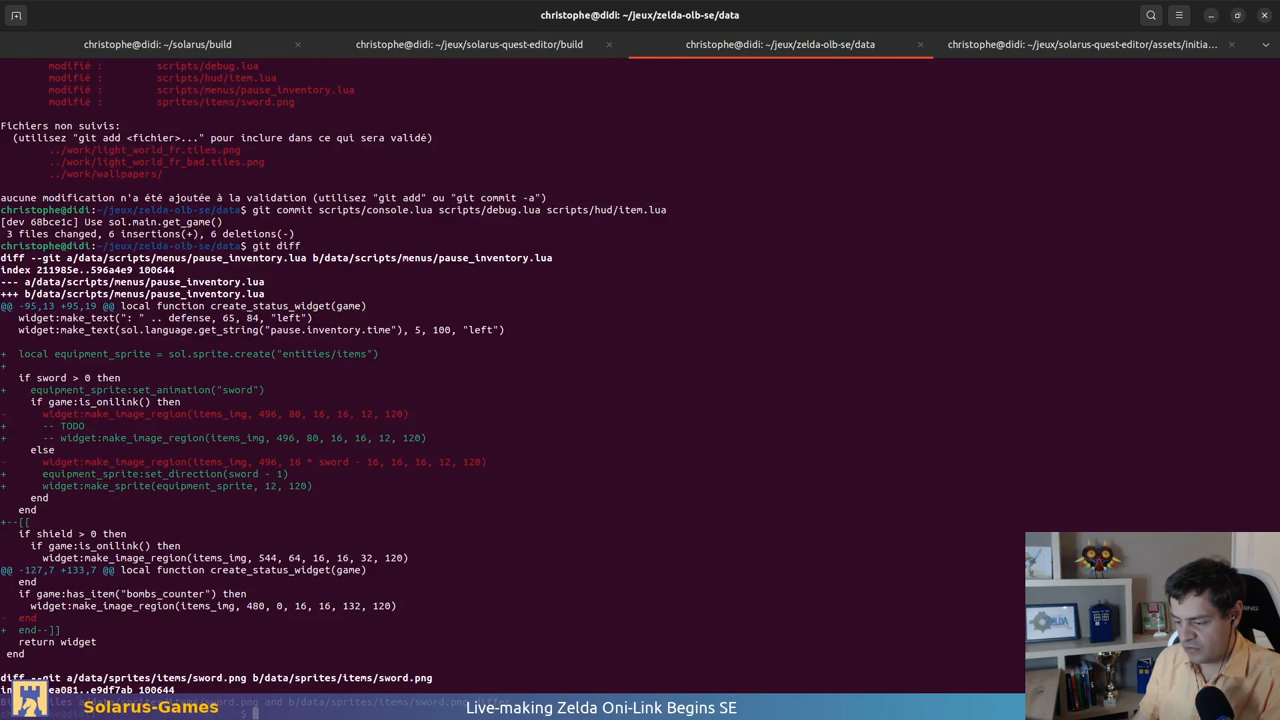 christophe@didi: ~/jeux/zelda-olb-se/data
christophe@didi: ~/solarus/build
christophe@didi: ~/jeux/solarus-quest-editor/build
christophe@didi: ~/jeux/zelda-olb-se/data
christophe@didi: ~/jeux/solarus-quest-editor/assets/initia…
modifié :         scripts/debug.lua
modifié :         scripts/hud/item.lua
modifié :         scripts/menus/pause_inventory.lua
modifié :         sprites/items/sword.png
Fichiers non suivis:
  (utilisez "git add <fichier>..." pour inclure dans ce qui sera validé)
        ../work/light_world_fr.tiles.png
        ../work/light_world_fr_bad.tiles.png
        ../work/wallpapers/
aucune modification n'a été ajoutée à la validation (utilisez "git add" ou "git commit -a")
christophe@didi:~/jeux/zelda-olb-se/data$ git commit scripts/console.lua scripts/debug.lua scripts/hud/item.lua
[dev 68bce1c] Use sol.main.get_game()
 3 files changed, 6 insertions(+), 6 deletions(-)
christophe@didi:~/jeux/zelda-olb-se/data$ git diff
diff --git a/data/scripts/menus/pause_inventory.lua b/data/scripts/menus/pause_inventory.lua
index 211985e..596a4e9 100644
--- a/data/scripts/menus/pause_inventory.lua
+++ b/data/scripts/menus/pause_inventory.lua
@@ -95,13 +95,19 @@ local function create_status_widget(game)
   widget:make_text(": " .. defense, 65, 84, "left")
   widget:make_text(sol.language.get_string("pause.inventory.time"), 5, 100, "left")
+  local equipment_sprite = sol.sprite.create("entities/items")
+
   if sword > 0 then
+    equipment_sprite:set_animation("sword")
     if game:is_onilink() then
-      widget:make_image_region(items_img, 496, 80, 16, 16, 12, 120)
+      -- TODO
+      -- widget:make_image_region(items_img, 496, 80, 16, 16, 12, 120)
     else
-      widget:make_image_region(items_img, 496, 16 * sword - 16, 16, 16, 12, 120)
+      equipment_sprite:set_direction(sword - 1)
+      widget:make_sprite(equipment_sprite, 12, 120)
     end
   end
+--[[
   if shield > 0 then
     if game:is_onilink() then
       widget:make_image_region(items_img, 544, 64, 16, 16, 32, 120)
@@ -127,7 +133,7 @@ local function create_status_widget(game)
   end
   if game:has_item("bombs_counter") then
     widget:make_image_region(items_img, 480, 0, 16, 16, 132, 120)
-  end
+  end--]]
   return widget
 end
diff --git a/data/sprites/items/sword.png b/data/sprites/items/sword.png
ea081..e9df7ab 100644
Solarus-Games
Live-making Zelda Oni-Link Begins SE